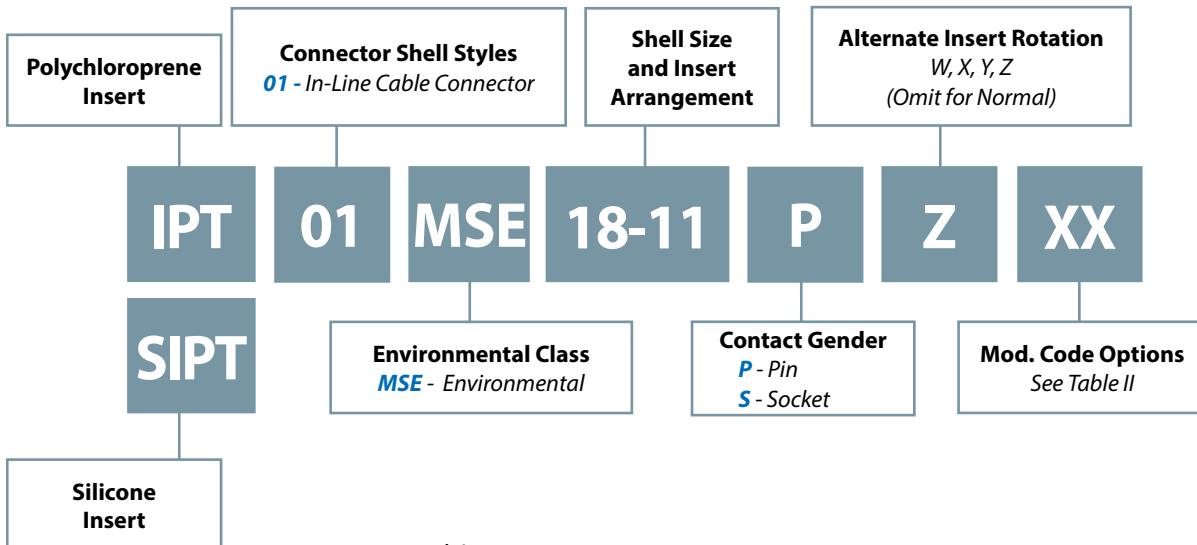 Polychloroprene
Insert
Connector Shell Styles
01 - In-Line Cable Connector
Shell Size
and Insert
Arrangement
Alternate Insert Rotation
W, X, Y, Z
(Omit for Normal)
IPT
01
MSE
18-11
P
Z
XX
SIPT
Environmental Class
MSE - Environmental
Contact Gender
P - Pin
S - Socket
Mod. Code Options
See Table II
Silicone
Insert